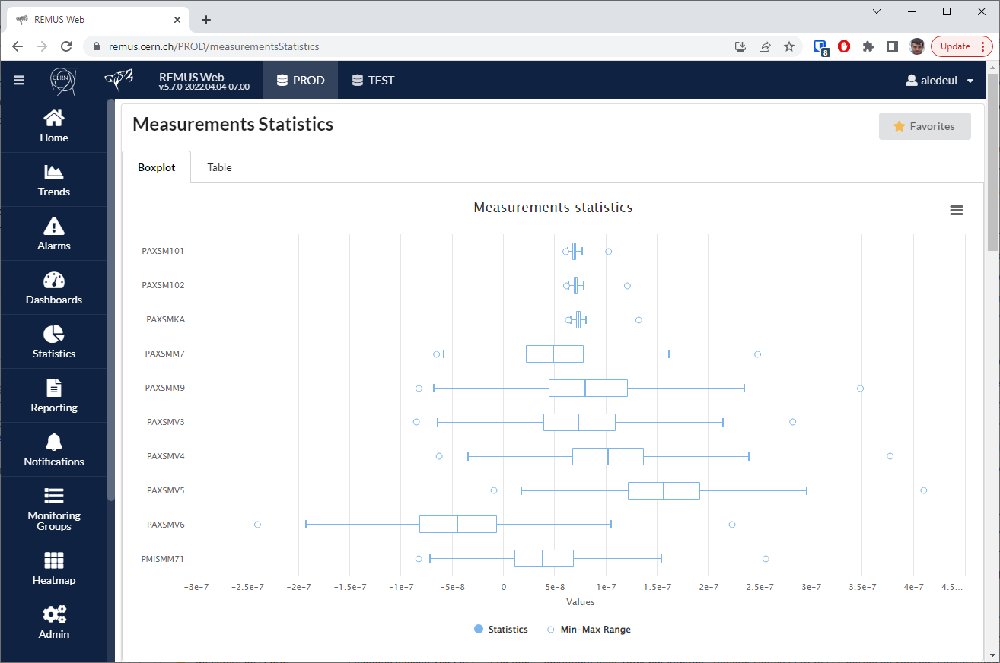 REMUS Web
remus.cern.ch/PROD/measurementsStatistics
8
Update
CERN
REMUS Web
v.5.7.0-2022.04.04-07.00
PROD
TEST
aledeul
Home
Trends
Alarms
Dashboards
Statistics
Reporting
Notifications
Monitoring
Groups
Heatmap
Admin
Measurements Statistics
Favorites
Boxplot
Table
Measurements statistics
PAXSM101
PAXSM102
PAXSMKA
PAXSMM7
PAXSMM9
PAXSMV3
PAXSMV4
PAXSMV5
PAXSMV6
PMISMM71
-3e-7 -2.5e-7 -2e-7 -1.5e-7 -1e-7 -5e-8 0 5e-8 1e-7 1.5e-7 2e-7 2.5e-7 3e-7 3.5e-7 4e-7 4.5...
Values
Statistics Min-Max Range